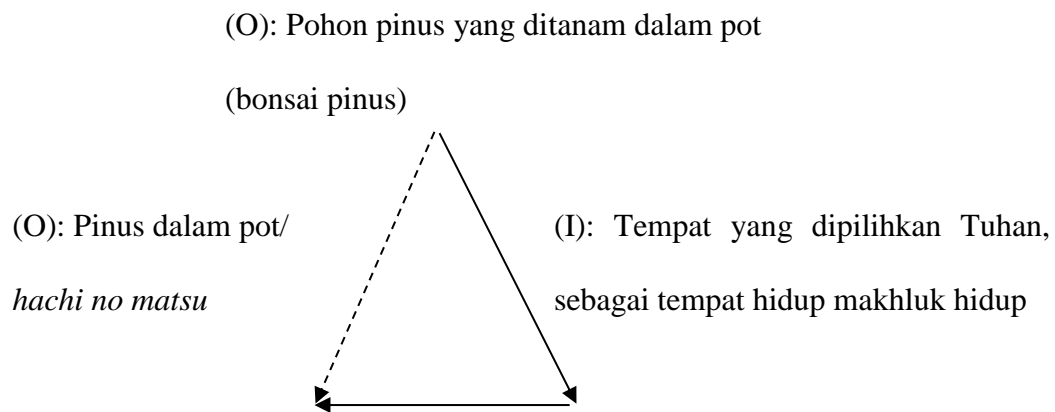 (O): Pohon pinus yang ditanam dalam pot
(bonsai pinus)
(O): Pinus dalam pot/
hachi no matsu
(I): Tempat yang dipilihkan Tuhan,
sebagai tempat hidup makhluk hidup